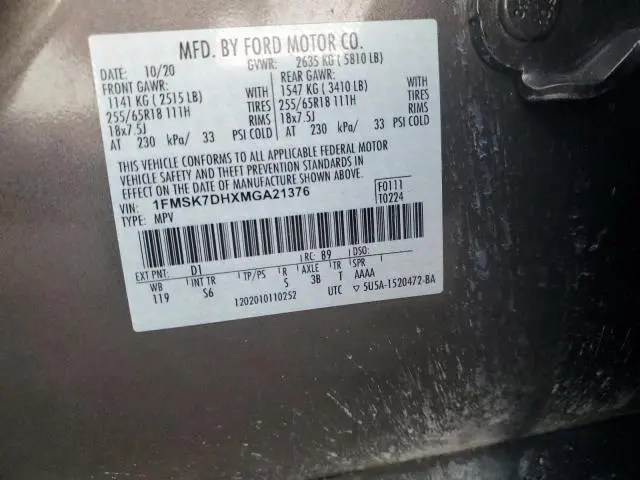 MFD. BY FORD MOTOR CO.
DATE: 10/20 GVWR: 2635 KG ( 5810 LB)
FRONT GAWR: REAR GAWR:
1141 KG ( 2515 LB) WITH 1547 KG ( 3410 LB) WITH
255/65R18 111H TIRES 255/65R18 111H TIRES
18x7.5J RIMS 18x7.5J RIMS
AT 230 kPa/ 33 PSI COLD AT 230 kPa/ 33 PSI COLD
THIS VEHICLE CONFORMS TO ALL APPLICABLE FEDERAL MOTOR
VEHICLE SAFETY AND THEFT PREVENTION STANDARDS IN
EFFECT ON THE DATE OF MANUFACTURE SHOWN ABOVE.
VIN: 1FMSK7DHXMGA21376 F0111
TYPE: MPV T0224
EXT PNT: D1 RC: B9 DSO:
WB INT TR TP/PS R AXLE TR SPR
119 S6 S 3B T AAAA
1202010110252 UTC ▽ 5U5A-1520472-BA